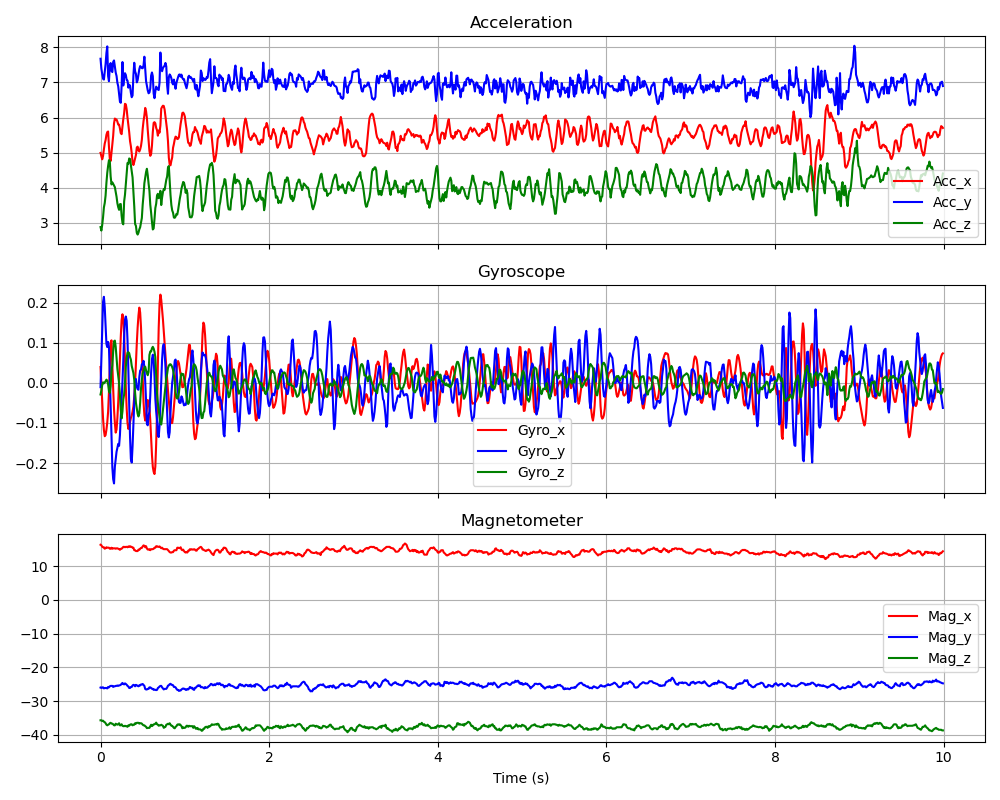 Acceleration
8
7
6
5
4
3
Acc_x
Acc_y
Acc_z
Gyroscope
0.2
0.1
0.0
−0.1
−0.2
Gyro_x
Gyro_y
Gyro_z
Magnetometer
10
0
−10
−20
−30
−40
Mag_x
Mag_y
Mag_z
0 2 4 6 8 10
Time (s)